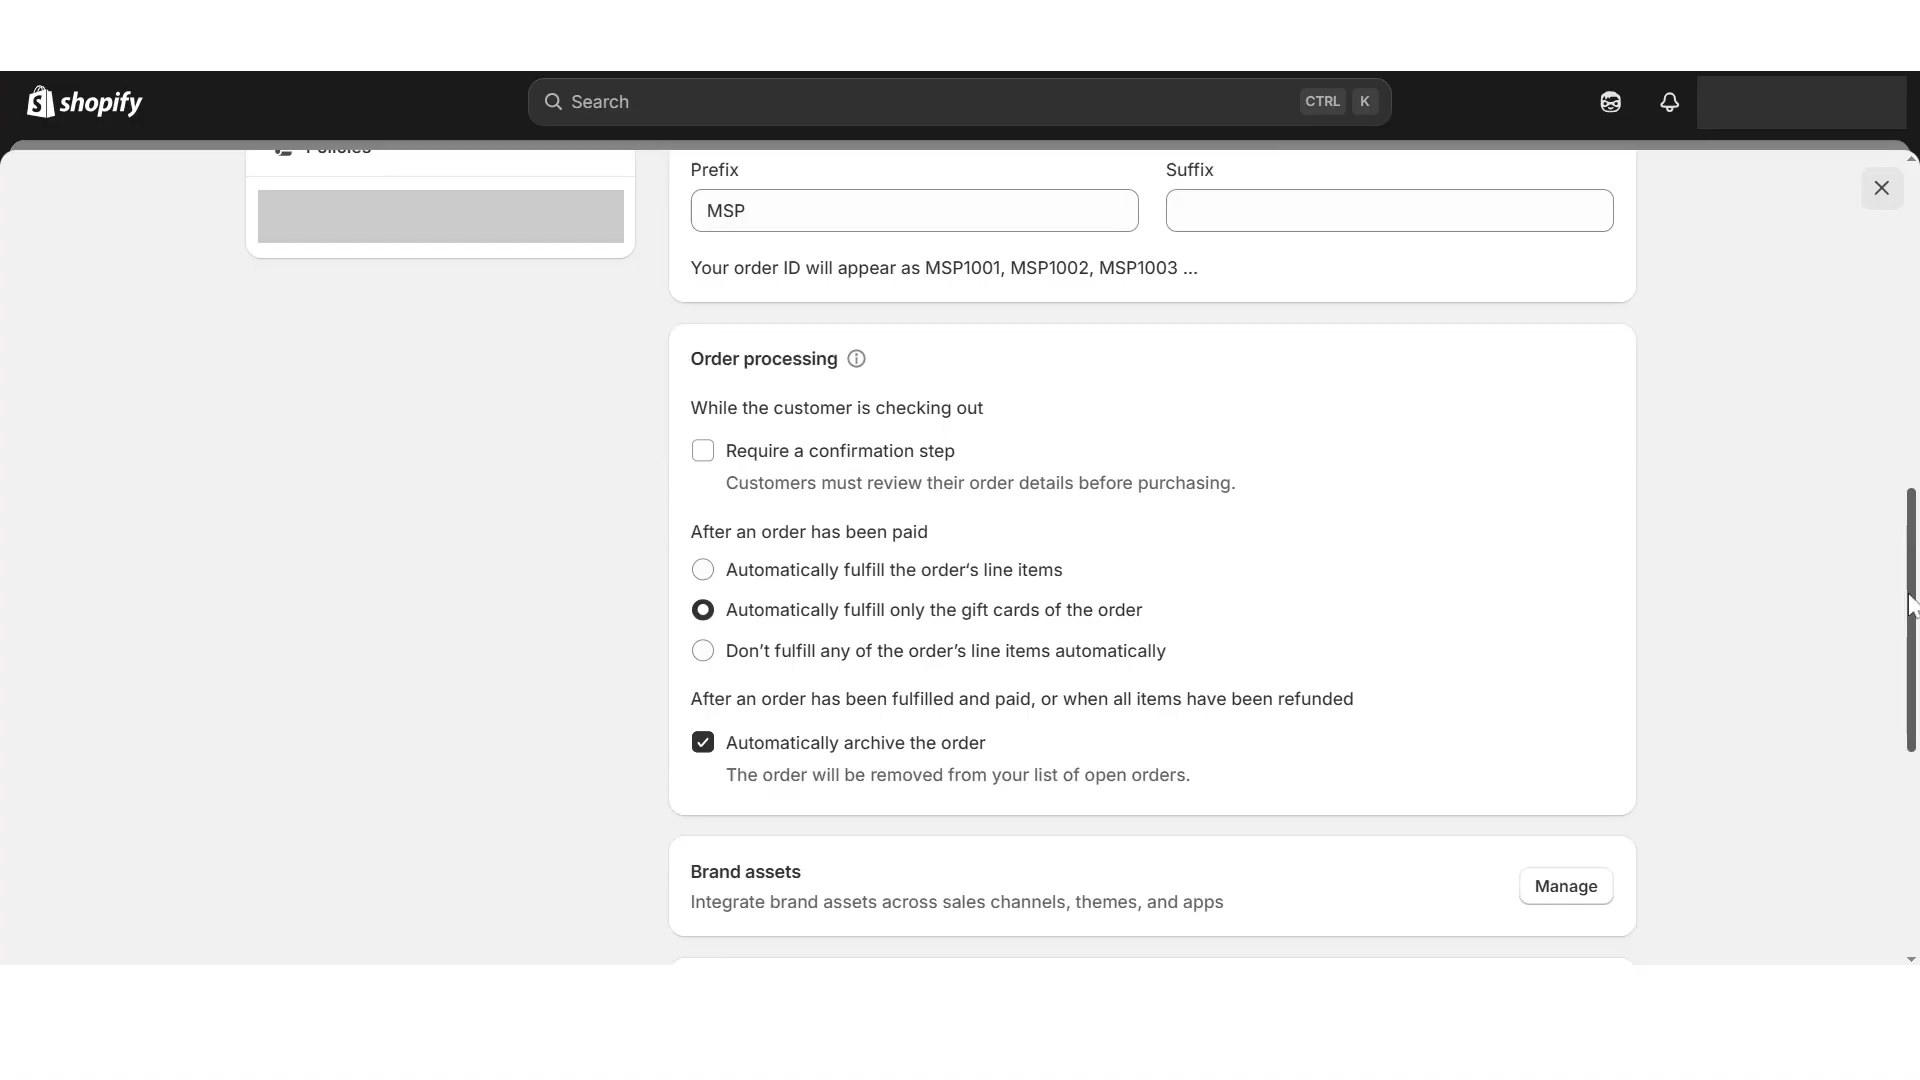 shopify
Search
CTRL K
Policies
Prefix
Suffix
MSP
Your order ID will appear as MSP1001, MSP1002, MSP1003 ...
Order processing
While the customer is checking out
Require a confirmation step
Customers must review their order details before purchasing.
After an order has been paid
Automatically fulfill the order‘s line items
Automatically fulfill only the gift cards of the order
Don’t fulfill any of the order’s line items automatically
After an order has been fulfilled and paid, or when all items have been refunded
Automatically archive the order
The order will be removed from your list of open orders.
Brand assets
Integrate brand assets across sales channels, themes, and apps
Manage